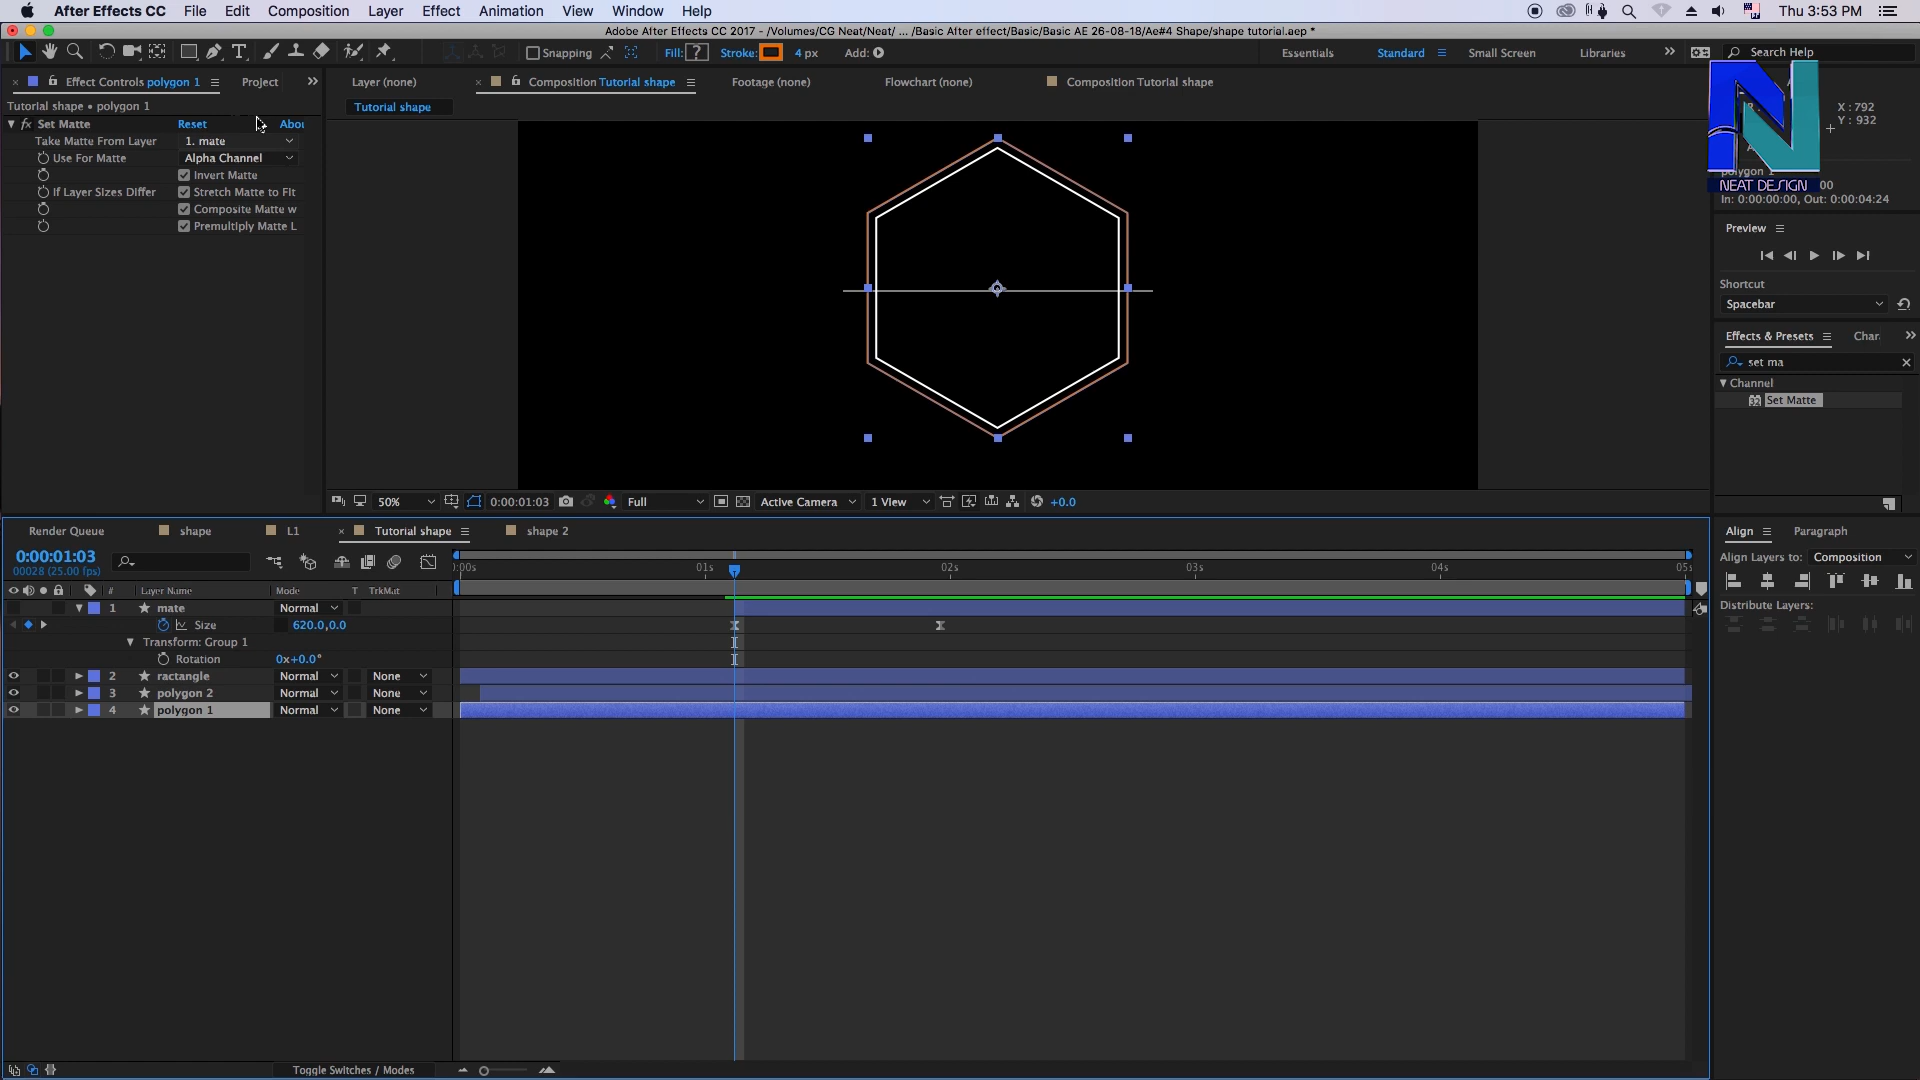 After Effects CC File Edit Composition Layer Effect Animation View Window Help Thu 3:53 PM
Adobe After Effects CC 2017 - /Volumes/CG Neat/Neat/ ... /Basic After effect/Basic/Basic AE 26-08-18/Ae#4 Shape/shape tutorial.aep *
Snapping Fill: ? Stroke: 4 px Add: Essentials Standard Small Screen Libraries Search Help
Effect Controls polygon 1 Project Layer (none) Composition Tutorial shape Footage (none) Flowchart (none) Composition Tutorial shape
Tutorial shape • polygon 1 Tutorial shape
X : 792
Y : 932
fx Set Matte Reset Abou
Take Matte From Layer 1. mate
Use For Matte Alpha Channel
Invert Matte
If Layer Sizes Differ Stretch Matte to Fit
Composite Matte w
Premultiply Matte L
polygon 1
NEAT DESIGN 00
In: 0:00:00:00, Out: 0:00:04:24
Preview
Shortcut
Spacebar
Effects & Presets Char
set ma
Channel
32 Set Matte
50% 0:00:01:03 Full Active Camera 1 View +0.0
Render Queue shape L1 Tutorial shape shape 2 Align Paragraph
0:00:01:03
00028 (25.00 fps)
Align Layers to: Composition
Distribute Layers:
:00s 01s 02s 03s 04s 05s
# Layer Name Mode T TrkMat
1 mate Normal
Size 620.0,0.0
Transform: Group 1
Rotation 0x+0.0°
2 ractangle Normal None
3 polygon 2 Normal None
4 polygon 1 Normal None
Toggle Switches / Modes